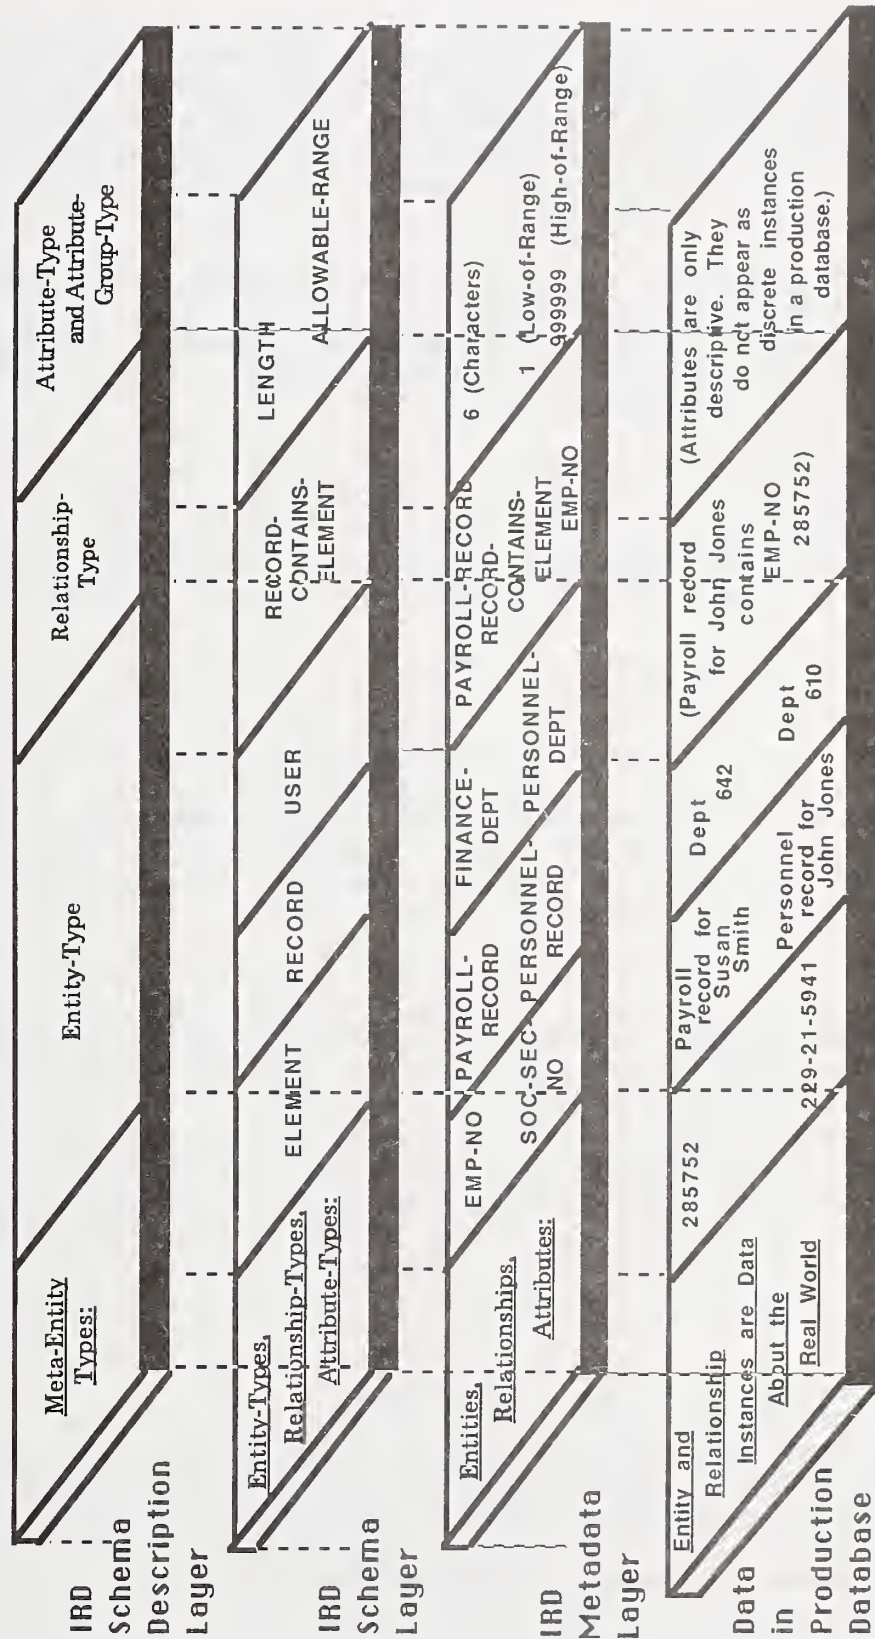 IRD
Schema
Description
Layer
Meta-Entity
Types:
Entity-Type
Relationship-
Type
Attribute-Type
and Attribute-
Group-Type
IRD
Schema
Layer
Entity-Types,
Relationship-Types,
Attribute-Types:
ELEMENT
RECORD
USER
RECORD-
CONTAINS-
ELEMENT
LENGTH
ALLOWABLE-RANGE
IRD
Metadata
Layer
Entities,
Relationships,
Attributes:
EMP-NO
SOC-SEC-
NO
PAYROLL-
RECORD
PERSONNEL-
RECORD
FINANCE-
DEPT
PERSONNEL-
DEPT
PAYROLL-RECORD
RECORD-
CONTAINS-
ELEMENT
EMP-NO
6 (Characters)
1 (Low-of-Range)
999999 (High-of-Range)
Data
in
Production
Database
Entity and
Relationship
Instances are Data
About the
Real World
285752
229-21-5941
Payroll
record for
Susan
Smith
Personnel
record for
John Jones
Dept
642
Dept
610
(Payroll record
for John Jones
contains
EMP-NO
285752)
(Attributes are only
descriptive. They
do not appear as
discrete instances
in a production
database.)